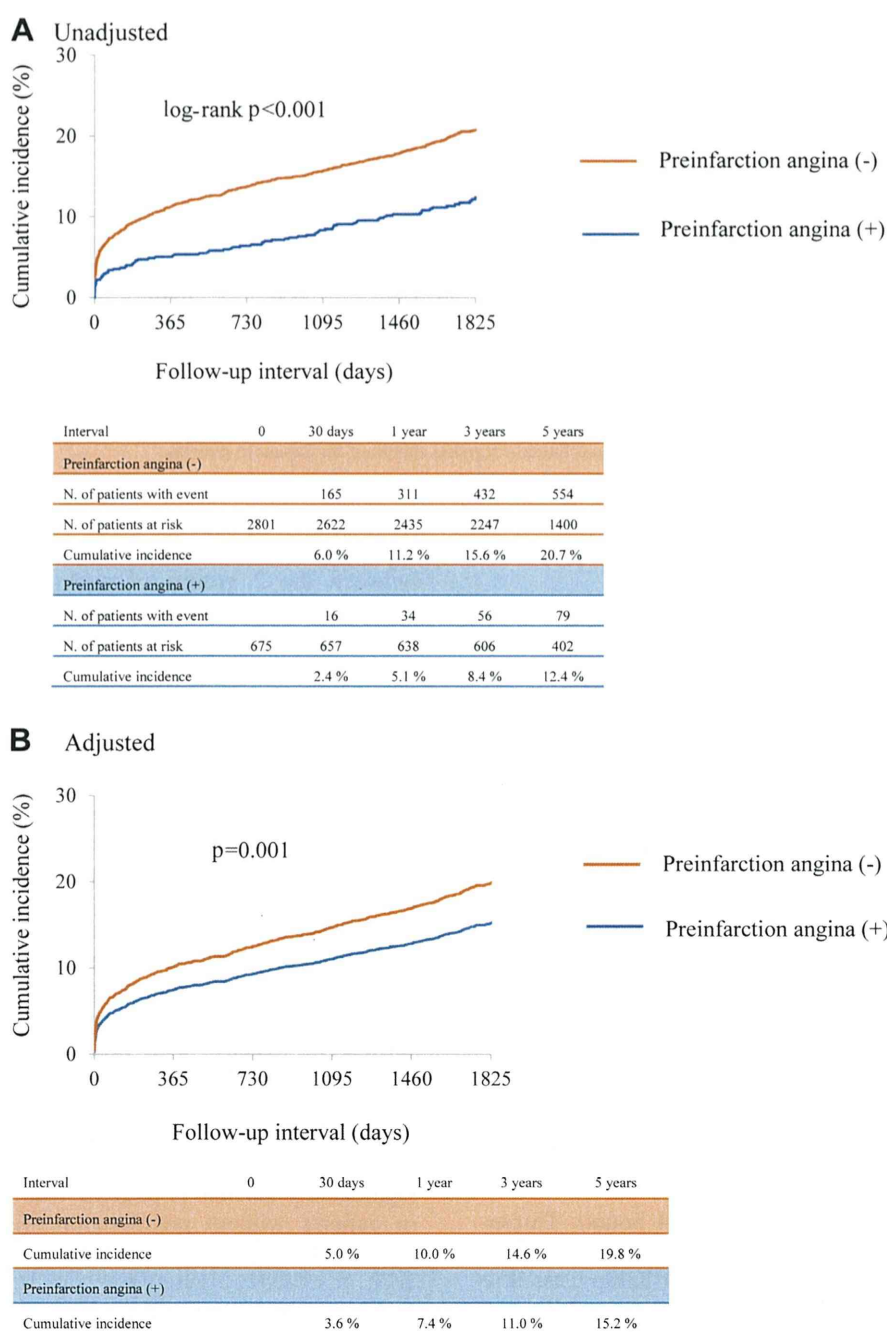 A Unadjusted
Cumulative incidence (%)
30
20
10
0
log-rank p<0.001
Preinfarction angina (-)
Preinfarction angina (+)
0 365 730 1095 1460 1825
Follow-up interval (days)
Interval 0 30 days 1 year 3 years 5 years
Preinfarction angina (-)
N. of patients with event 165 311 432 554
N. of patients at risk 2801 2622 2435 2247 1400
Cumulative incidence 6.0 % 11.2 % 15.6 % 20.7 %
Preinfarction angina (+)
N. of patients with event 16 34 56 79
N. of patients at risk 675 657 638 606 402
Cumulative incidence 2.4 % 5.1 % 8.4 % 12.4 %
B Adjusted
Cumulative incidence (%)
30
20
10
0
p=0.001
Preinfarction angina (-)
Preinfarction angina (+)
0 365 730 1095 1460 1825
Follow-up interval (days)
Interval 0 30 days 1 year 3 years 5 years
Preinfarction angina (-)
Cumulative incidence 5.0 % 10.0 % 14.6 % 19.8 %
Preinfarction angina (+)
Cumulative incidence 3.6 % 7.4 % 11.0 % 15.2 %